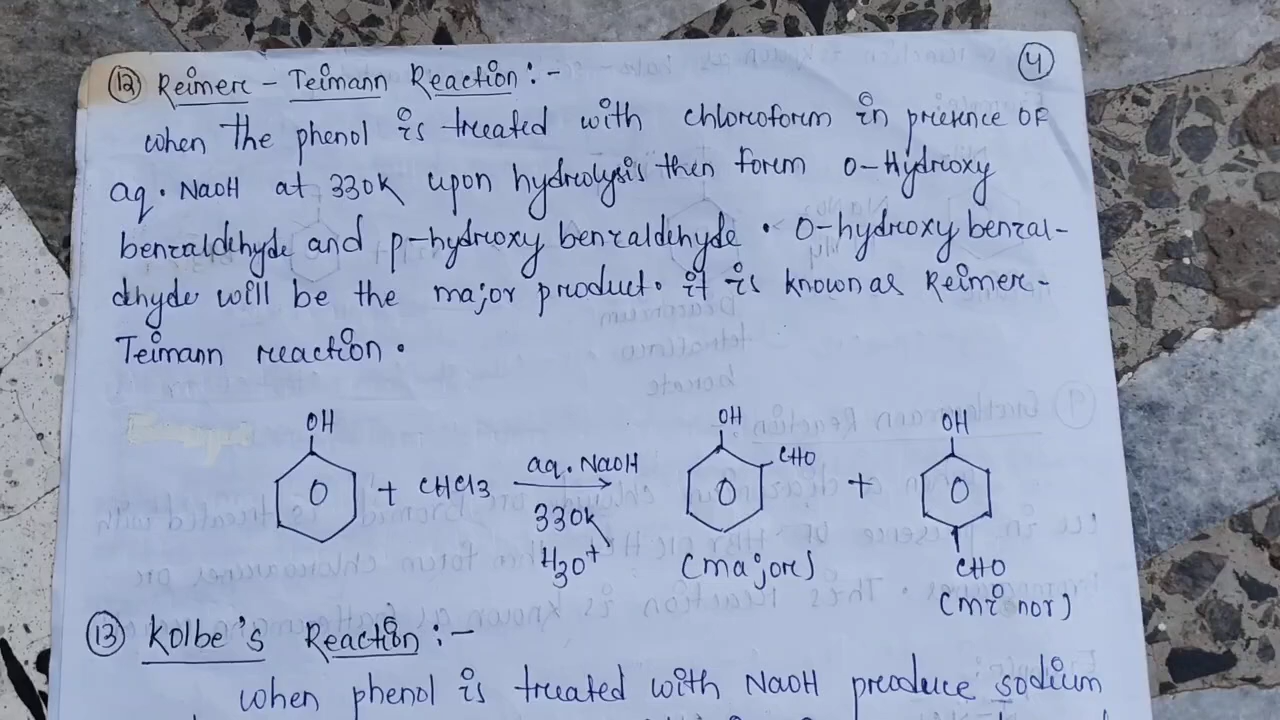 ④
⑫ Reimer - Teimann Reaction :-
when the phenol is treated with chloroform in presence of
aq. NaOH at 330k upon hydrolysis then form O-Hydroxy
benzaldehyde and p-hydroxy benzaldehyde. O-hydroxy benzal-
dhyde will be the major product. it is known as Reimer-
Teimann reaction.
OH OH OH
+ CHCl3 aq. NaOH CHO +
330k
H3O+ (major) CHO
(minor)
⑬ Kolbe's Reaction :-
when phenol is treated with NaOH produce sodium